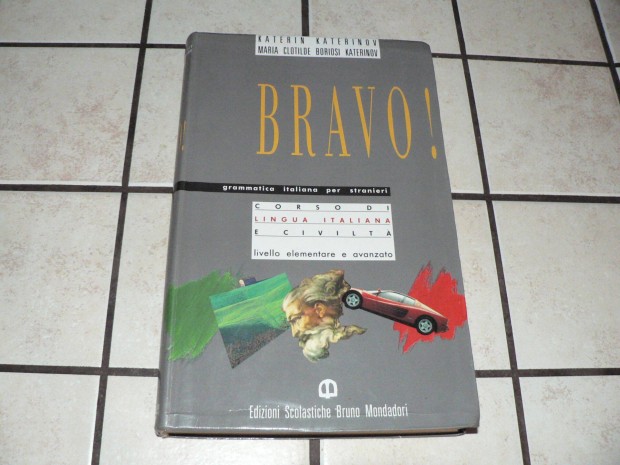 KATERIN KATERINOV
MARIA CLOTILDE BORIOSI KATERINOV
BRAVO!
grammatica italiana per stranieri
CORSO DI
LINGUA ITALIANA
E CIVILTÀ
livello elementare e avanzato
Edizioni Scolastiche Bruno Mondadori